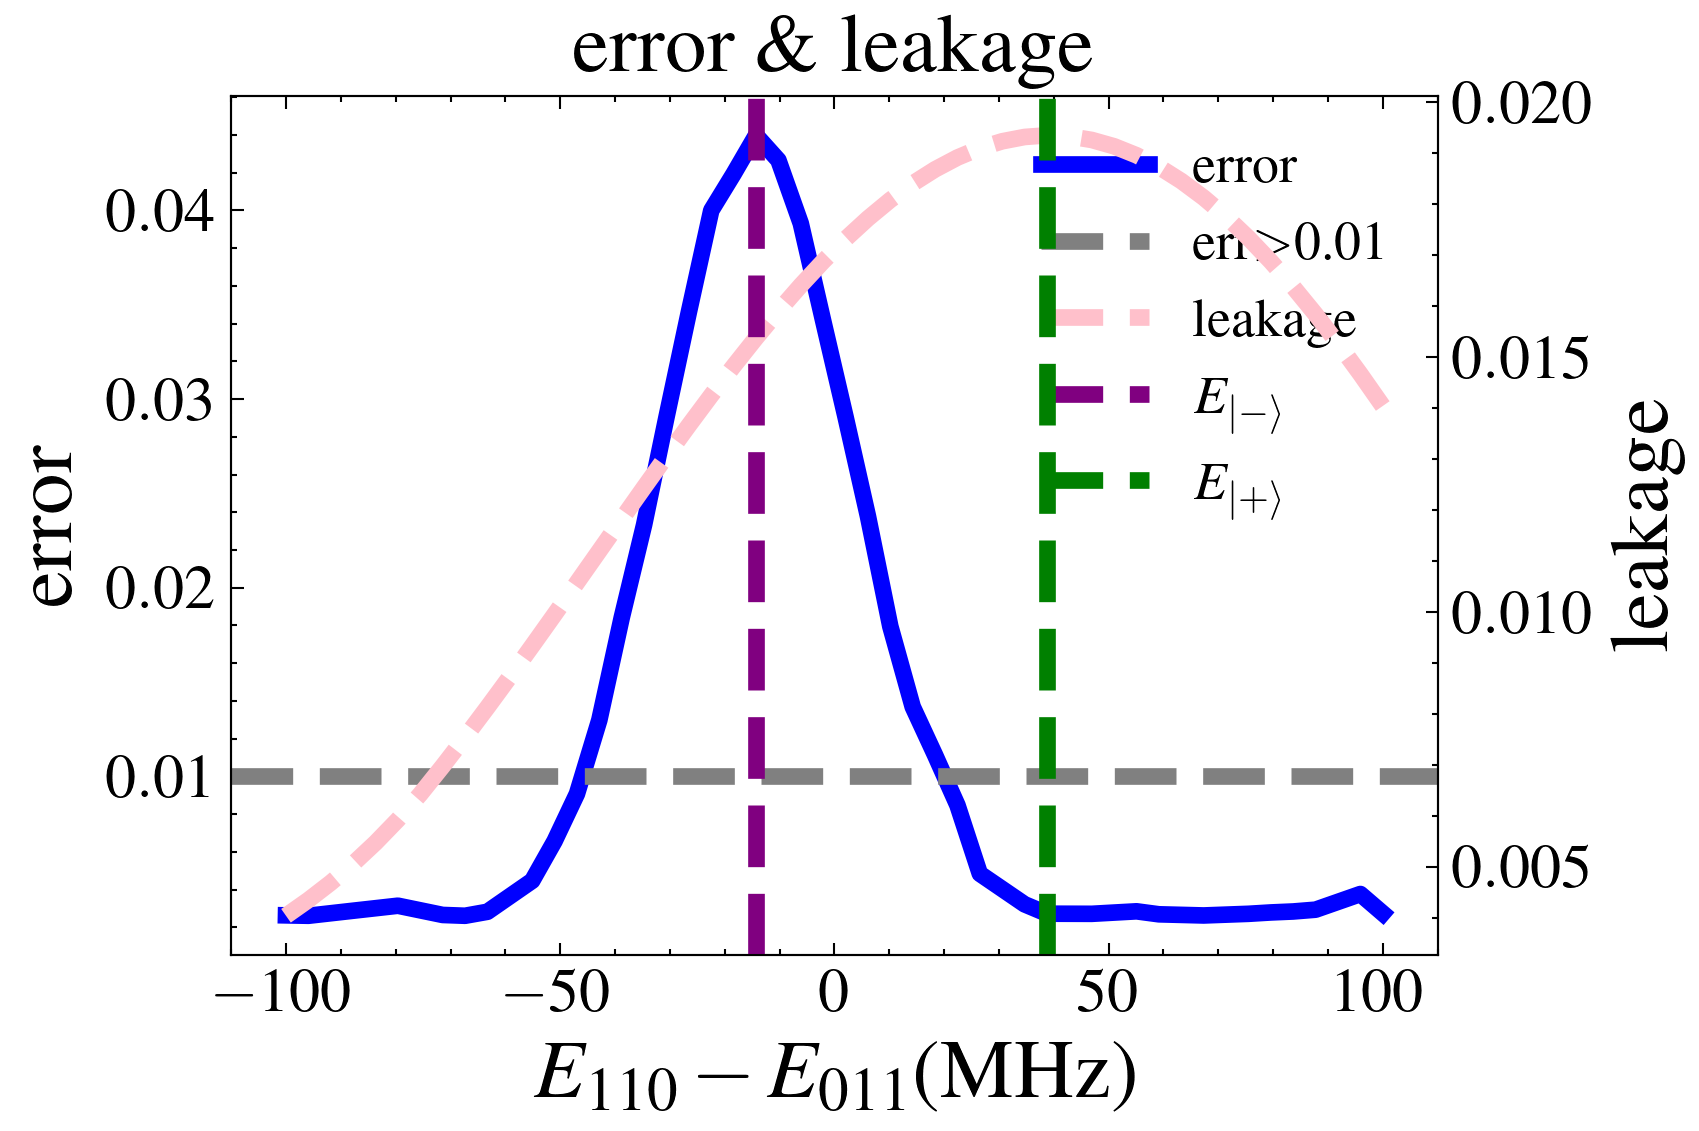 error & leakage
0.04
0.03
0.02
0.01
error
0.020
0.015
0.010
0.005
leakage
error
err>0.01
leakage
E|−⟩
E|+⟩
−100
−50
0
50
100
E110 − E011(MHz)